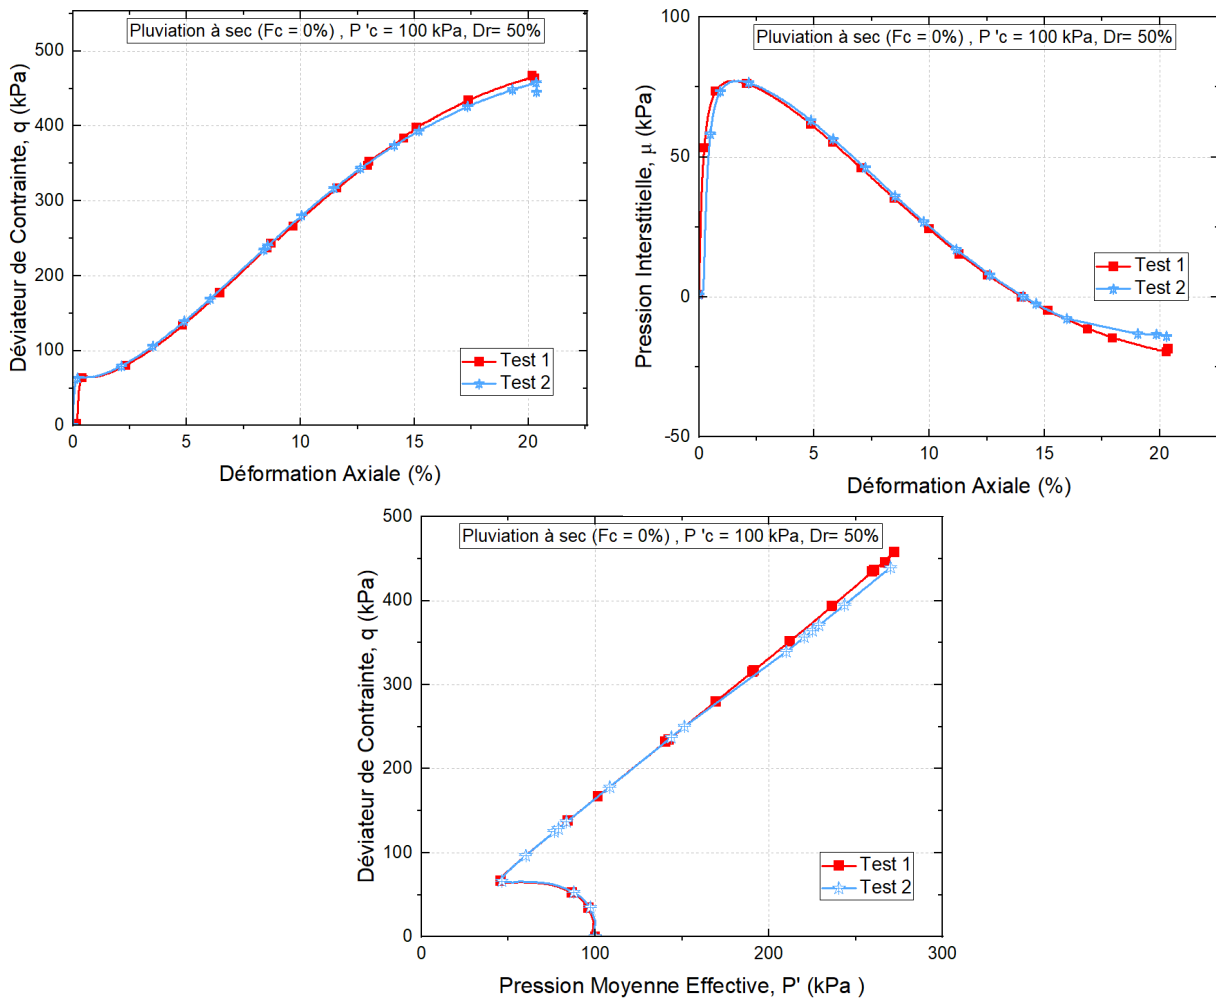 Pluviation à sec (Fc = 0%) , P 'c = 100 kPa, Dr= 50%
500
400
300
200
100
0
0
5
10
15
20
Déviateur de Contrainte, q (kPa)
Déformation Axiale (%)
Test 1
Test 2
Pluviation à sec (Fc = 0%) , P 'c = 100 kPa, Dr= 50%
100
50
0
-50
0
5
10
15
20
Pression Interstitielle, μ (kPa)
Déformation Axiale (%)
Test 1
Test 2
Pluviation à sec (Fc = 0%) , P 'c = 100 kPa, Dr= 50%
500
400
300
200
100
0
0
100
200
300
Déviateur de Contrainte, q (kPa)
Pression Moyenne Effective, P' (kPa )
Test 1
Test 2